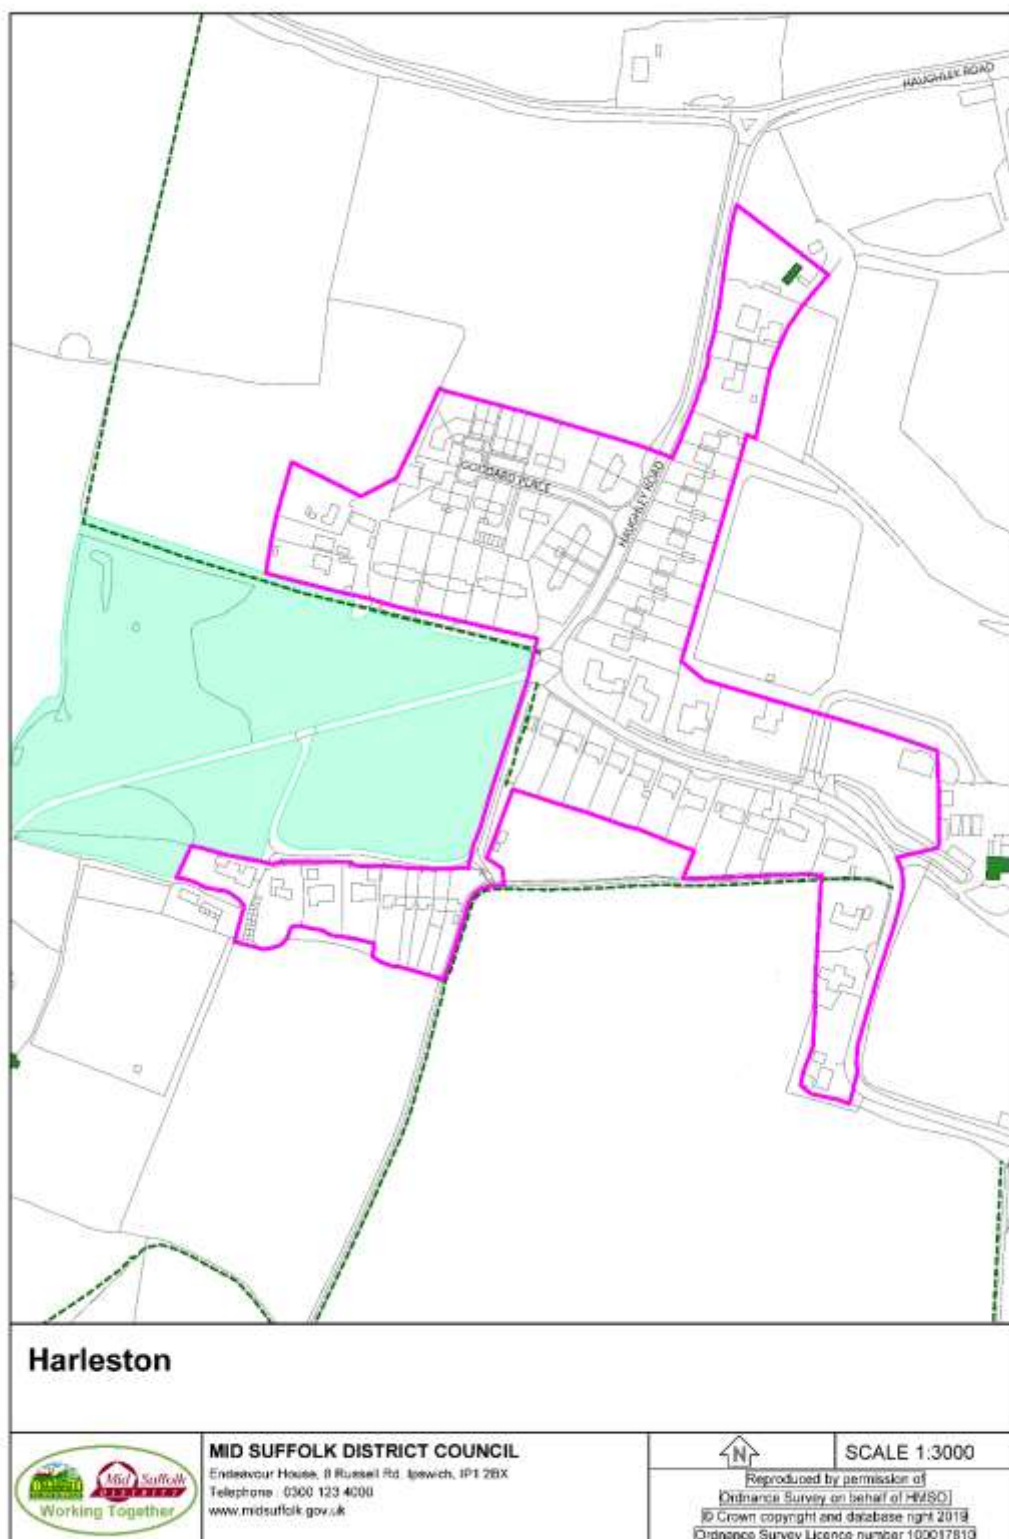 HAUGHLEY ROAD
GODDARD PLACE
HAUGHLEY ROAD
Harleston
Mid Suffolk
DISTRICT
Working Together
MID SUFFOLK DISTRICT COUNCIL
Endeavour House, 8 Russell Rd, Ipswich, IP1 2BX
Telephone : 0300 123 4000
www.midsuffolk.gov.uk
N
SCALE 1:3000
Reproduced by permission of
Ordnance Survey on behalf of HMSO
© Crown copyright and database right 2019
Ordnance Survey Licence number 100017810